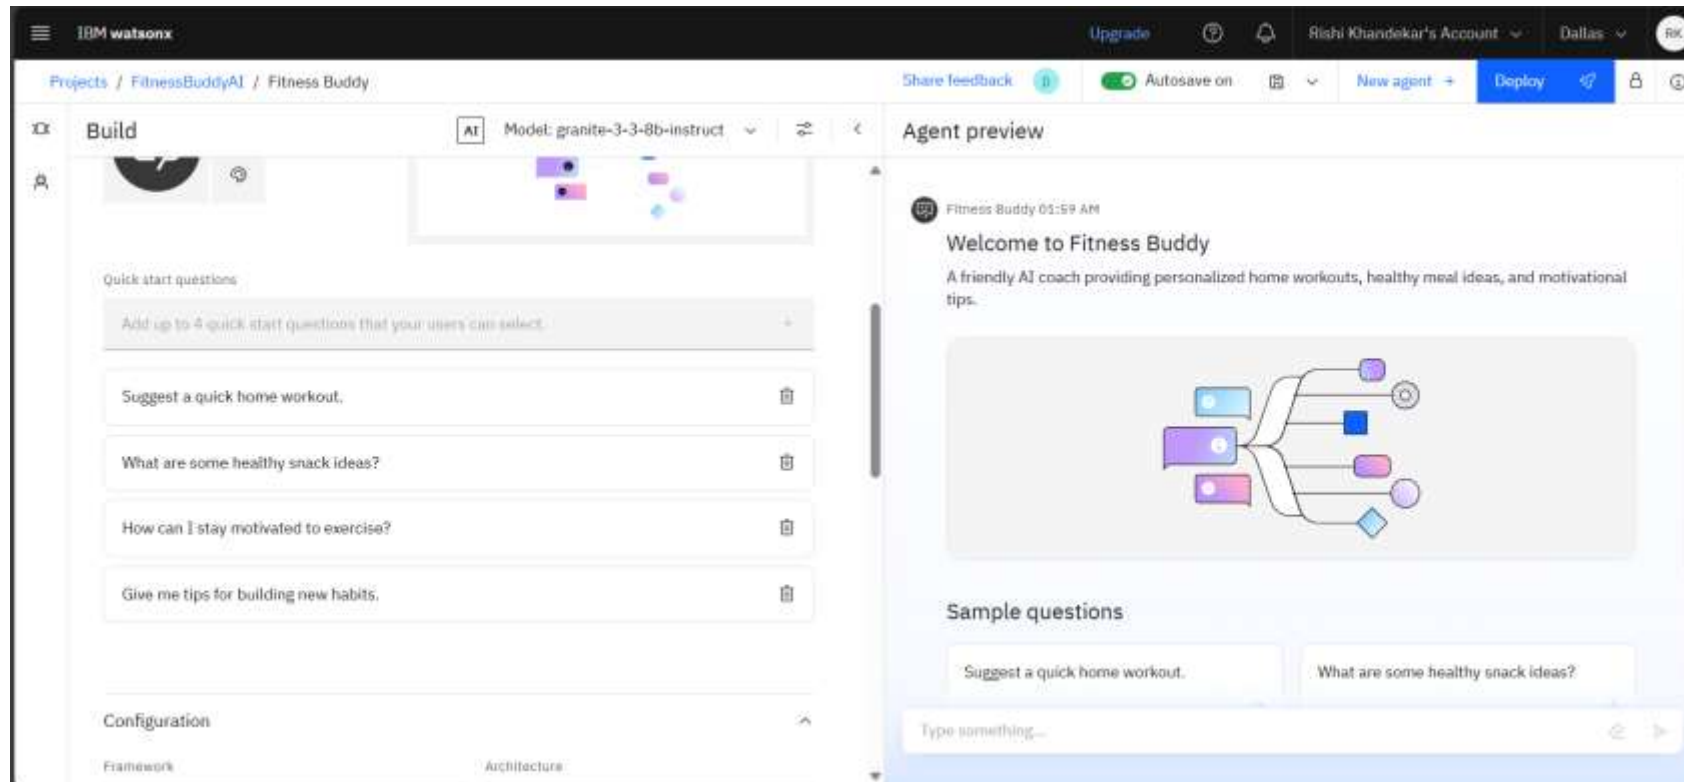 IBM watsonx
Upgrade
Rishi Khandekar's Account
Dallas
RK
Projects / FitnessBuddyAI / Fitness Buddy
Share feedback
Autosave on
New agent +
Deploy
Build
AI
Model: granite-3-3-8b-instruct
Agent preview
Quick start questions
Add up to 4 quick start questions that your users can select.
Suggest a quick home workout.
What are some healthy snack ideas?
How can I stay motivated to exercise?
Give me tips for building new habits.
Configuration
Framework
Architecture
Fitness Buddy 01:59 AM
Welcome to Fitness Buddy
A friendly AI coach providing personalized home workouts, healthy meal ideas, and motivational
tips.
Sample questions
Suggest a quick home workout.
What are some healthy snack ideas?
Type something...